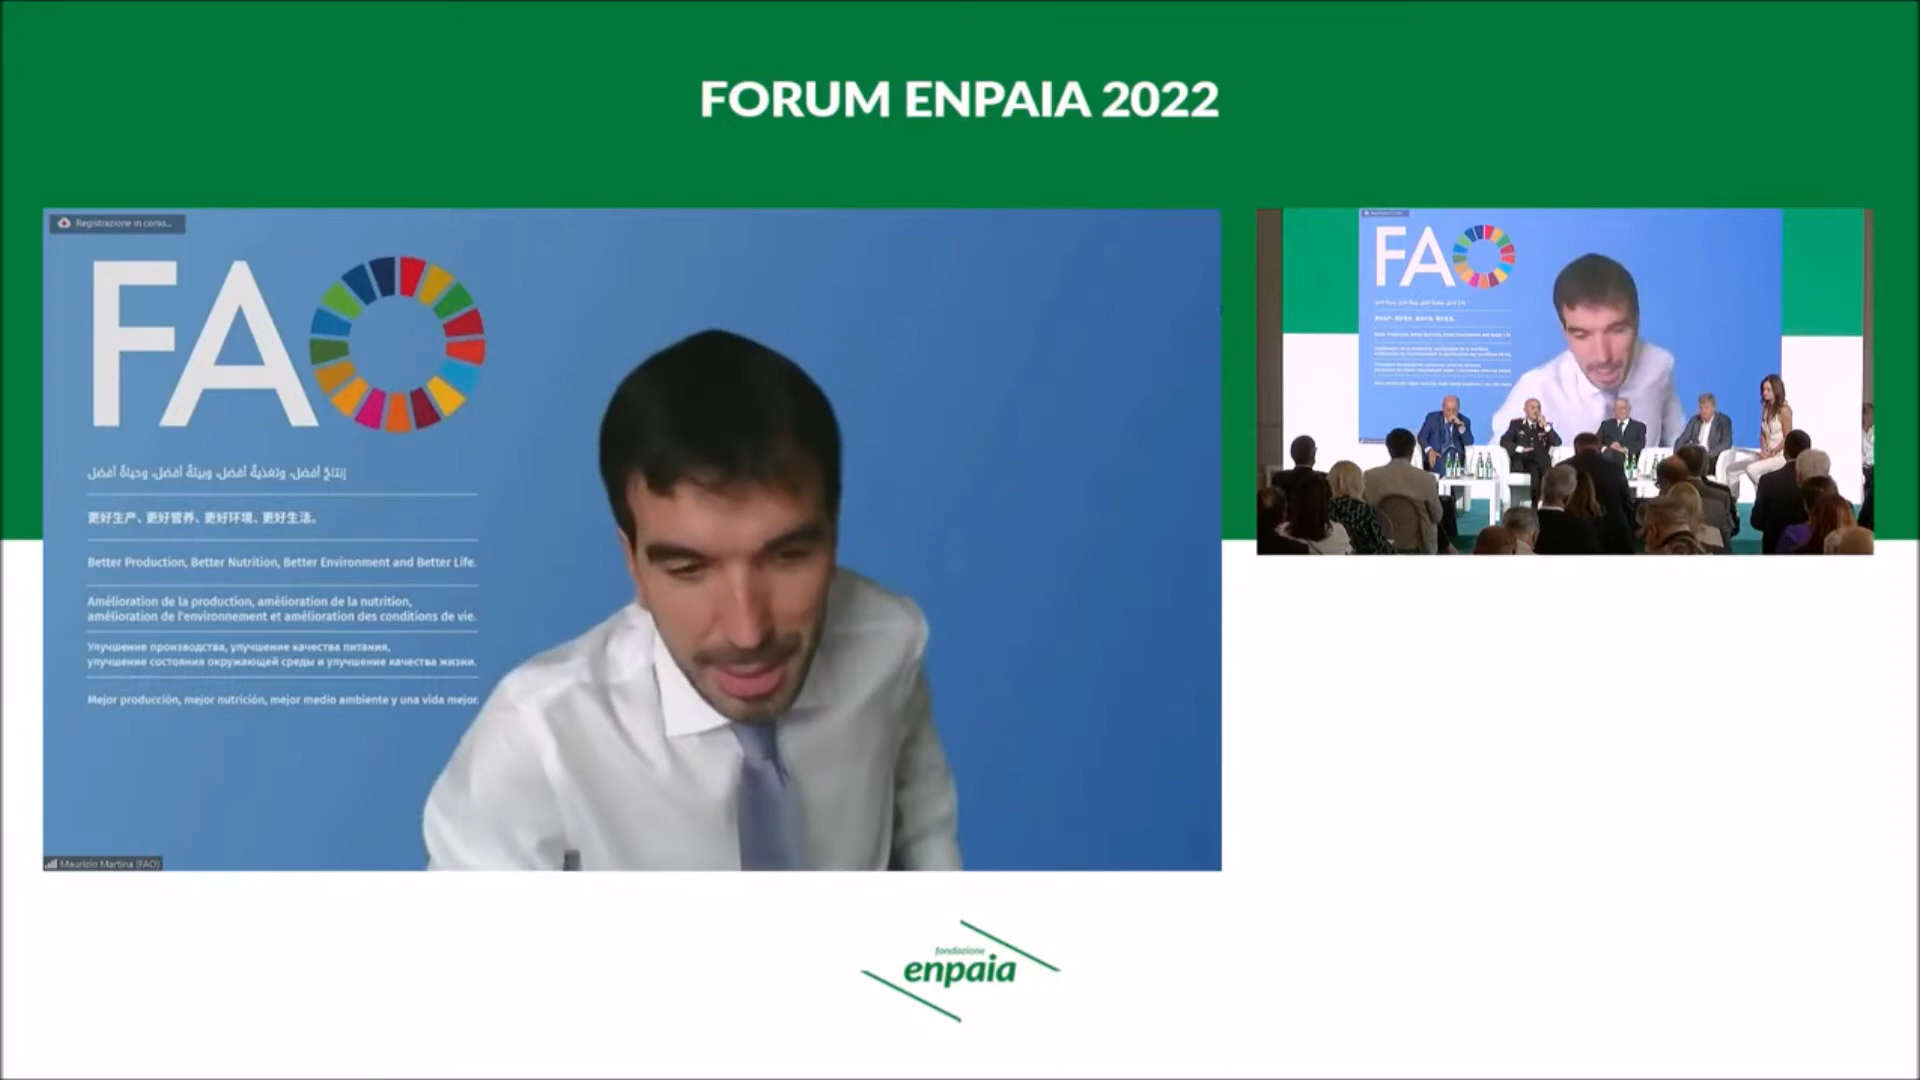 FORUM ENPAIA 2022
Registrazione in corso...
FAO
إنتاجٌ أفضل، وتغذيةٌ أفضل، وبيئةٌ أفضل، وحياةٌ أفضل
更好生产、更好营养、更好环境、更好生活。
Better Production, Better Nutrition, Better Environment and Better Life.
Amélioration de la production, amélioration de la nutrition,
amélioration de l'environnement et amélioration des conditions de vie.
Улучшение производства, улучшение качества питания,
улучшение состояния окружающей среды и улучшение качества жизни.
Mejor producción, mejor nutrición, mejor medio ambiente y una vida mejor.
Maurizio Martina (FAO)
FAO
fondazione
enpaia